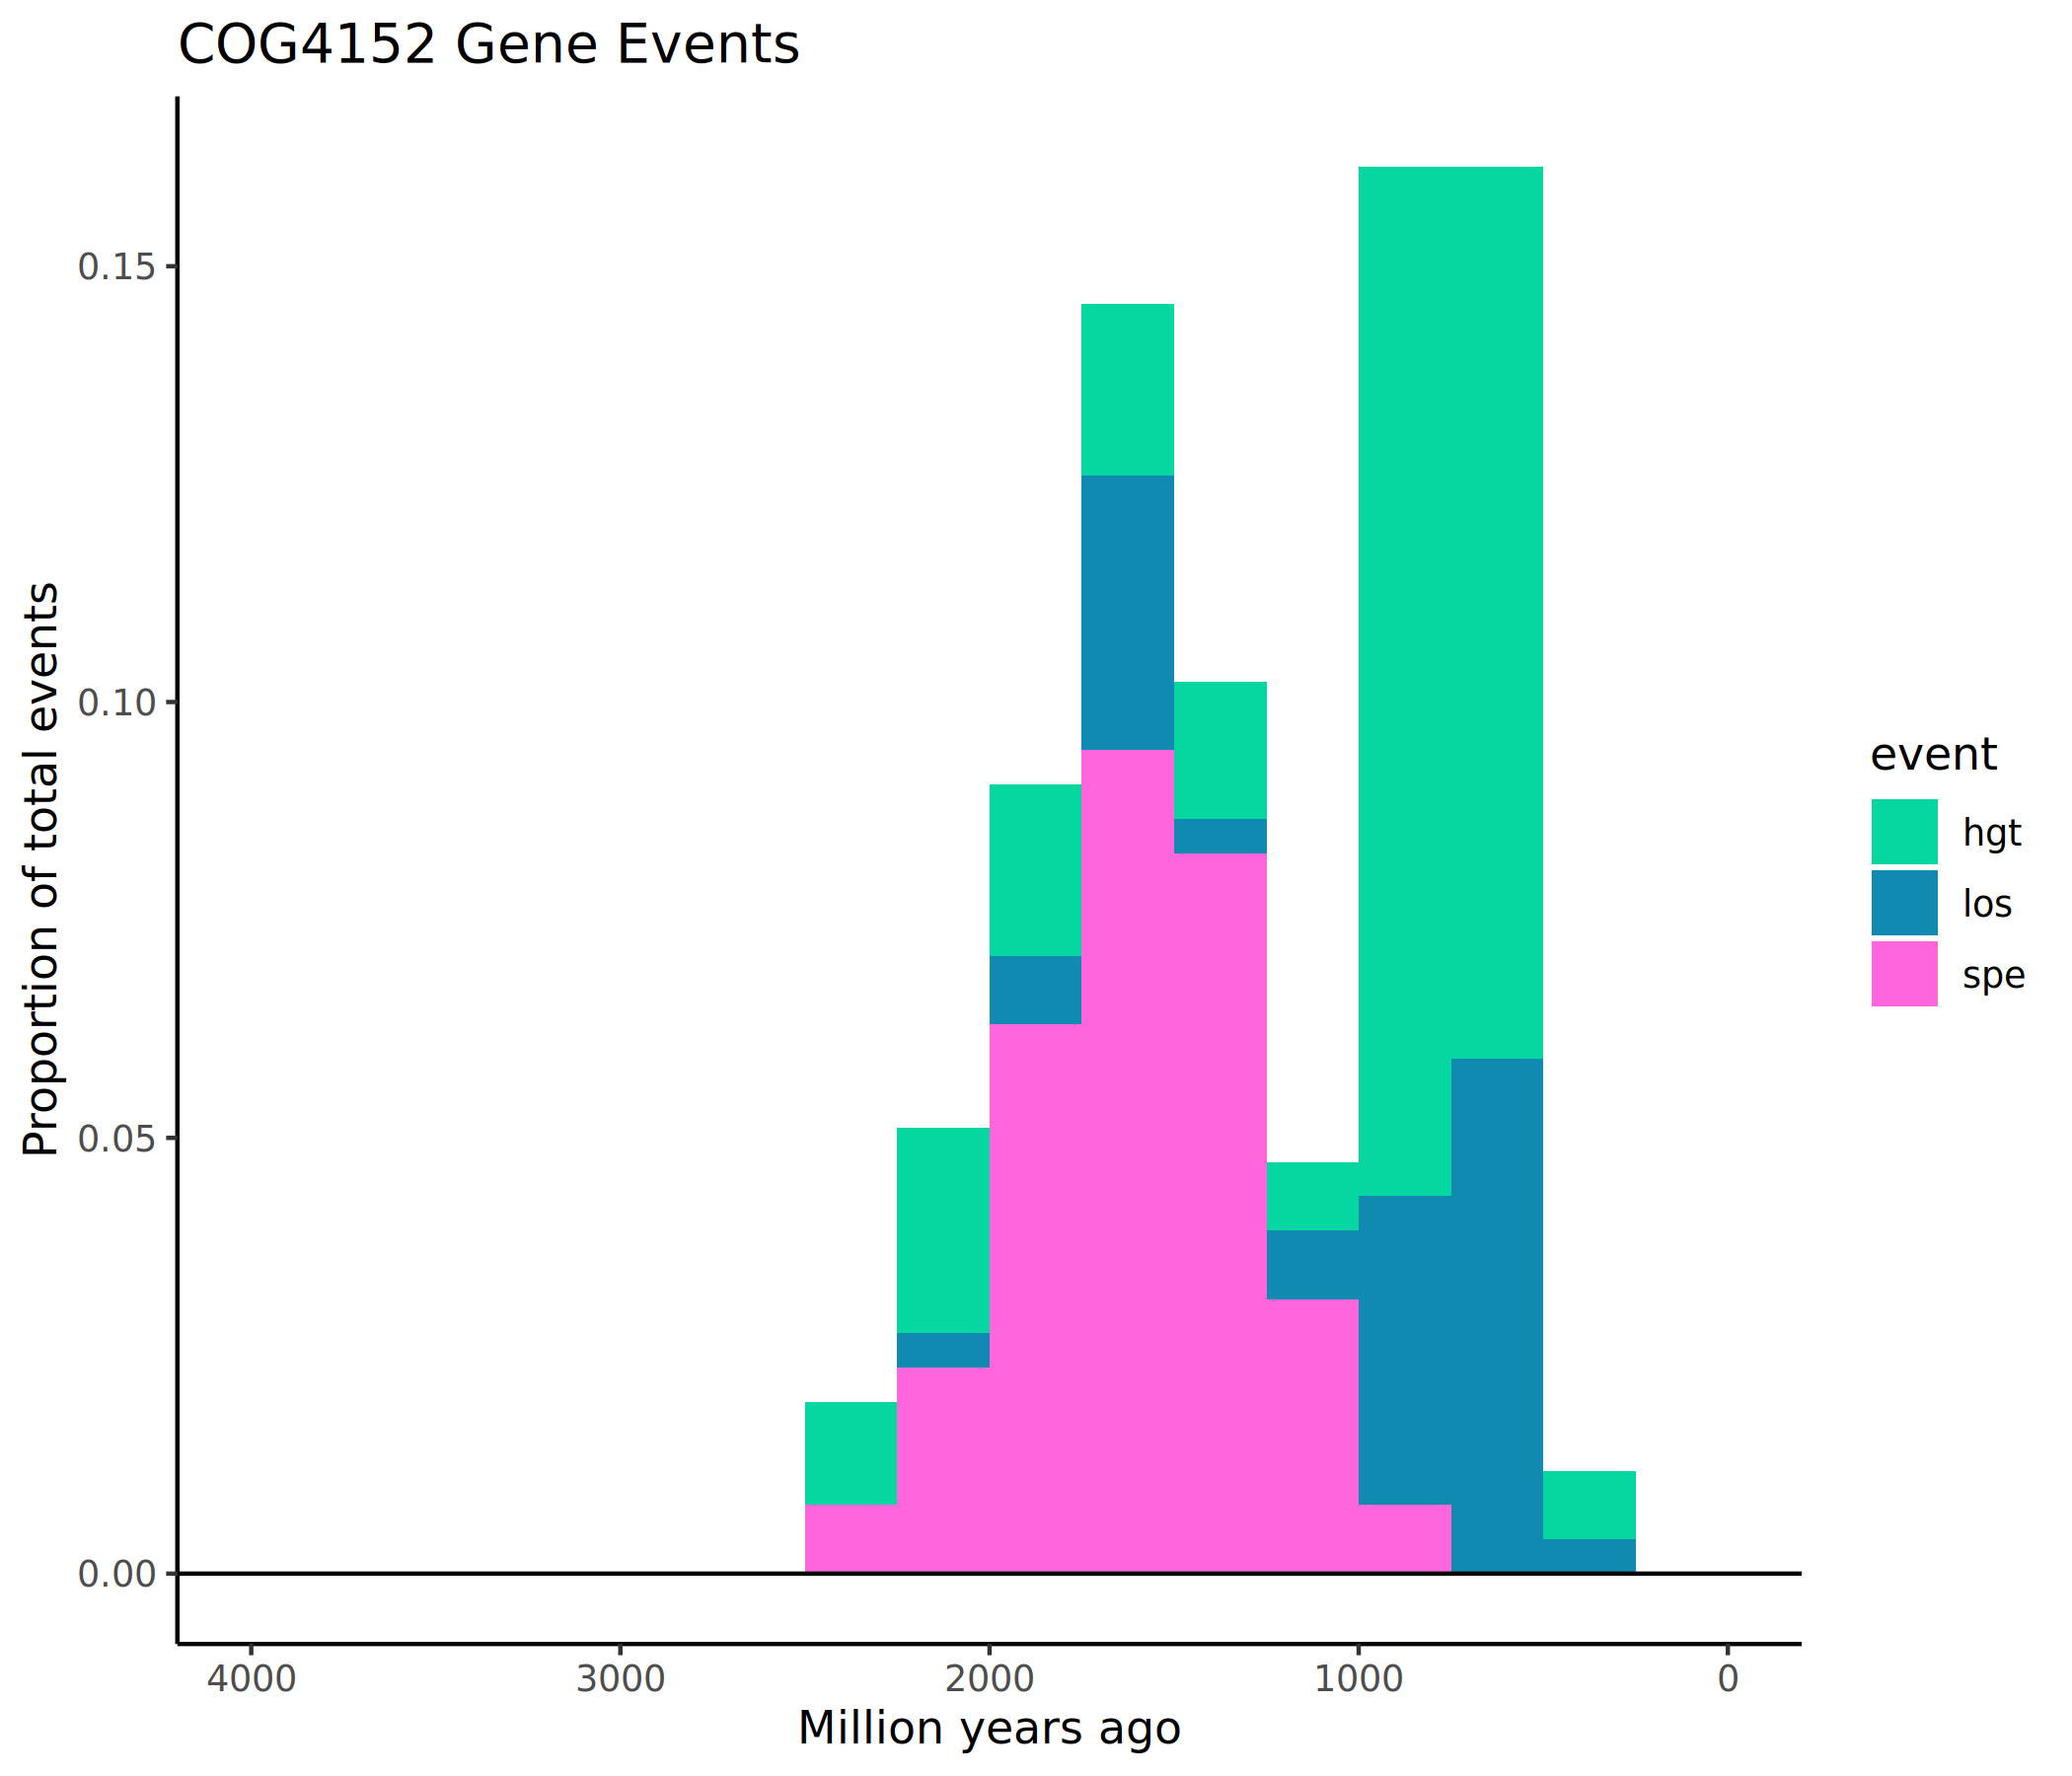 COG4152 Gene Events
Proportion of total events
0.15
0.10
0.05
0.00
4000 3000 2000 1000 0
Million years ago
event
hgt
los
spe